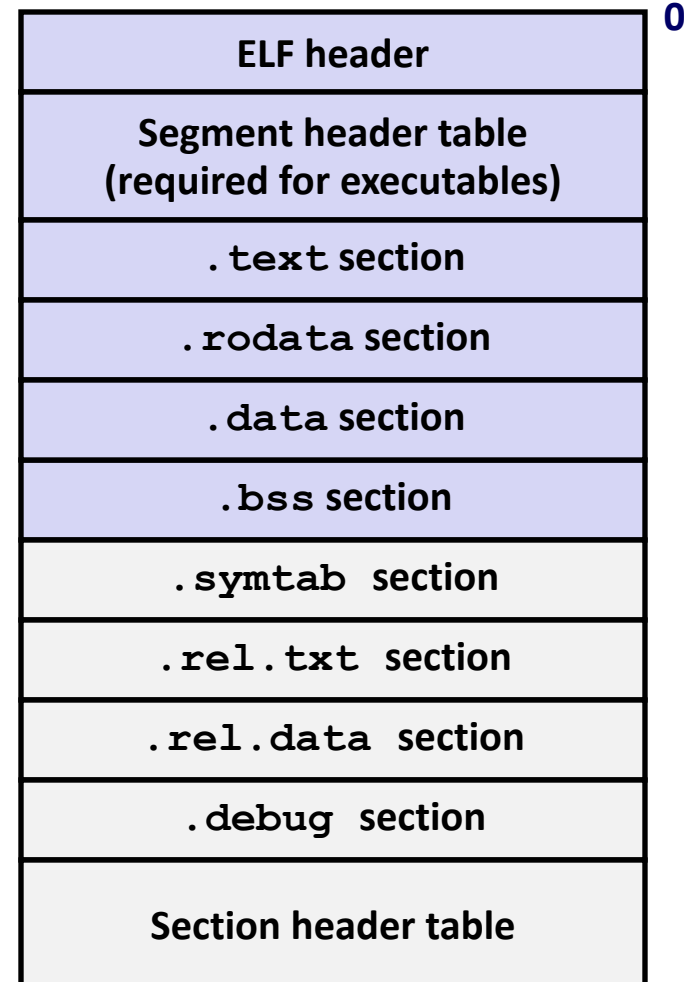 0
ELF header
Segment header table
(required for executables)
.text section
.rodata section
.data section
.bss section
.symtab section
.rel.txt section
.rel.data section
.debug section
Section header table